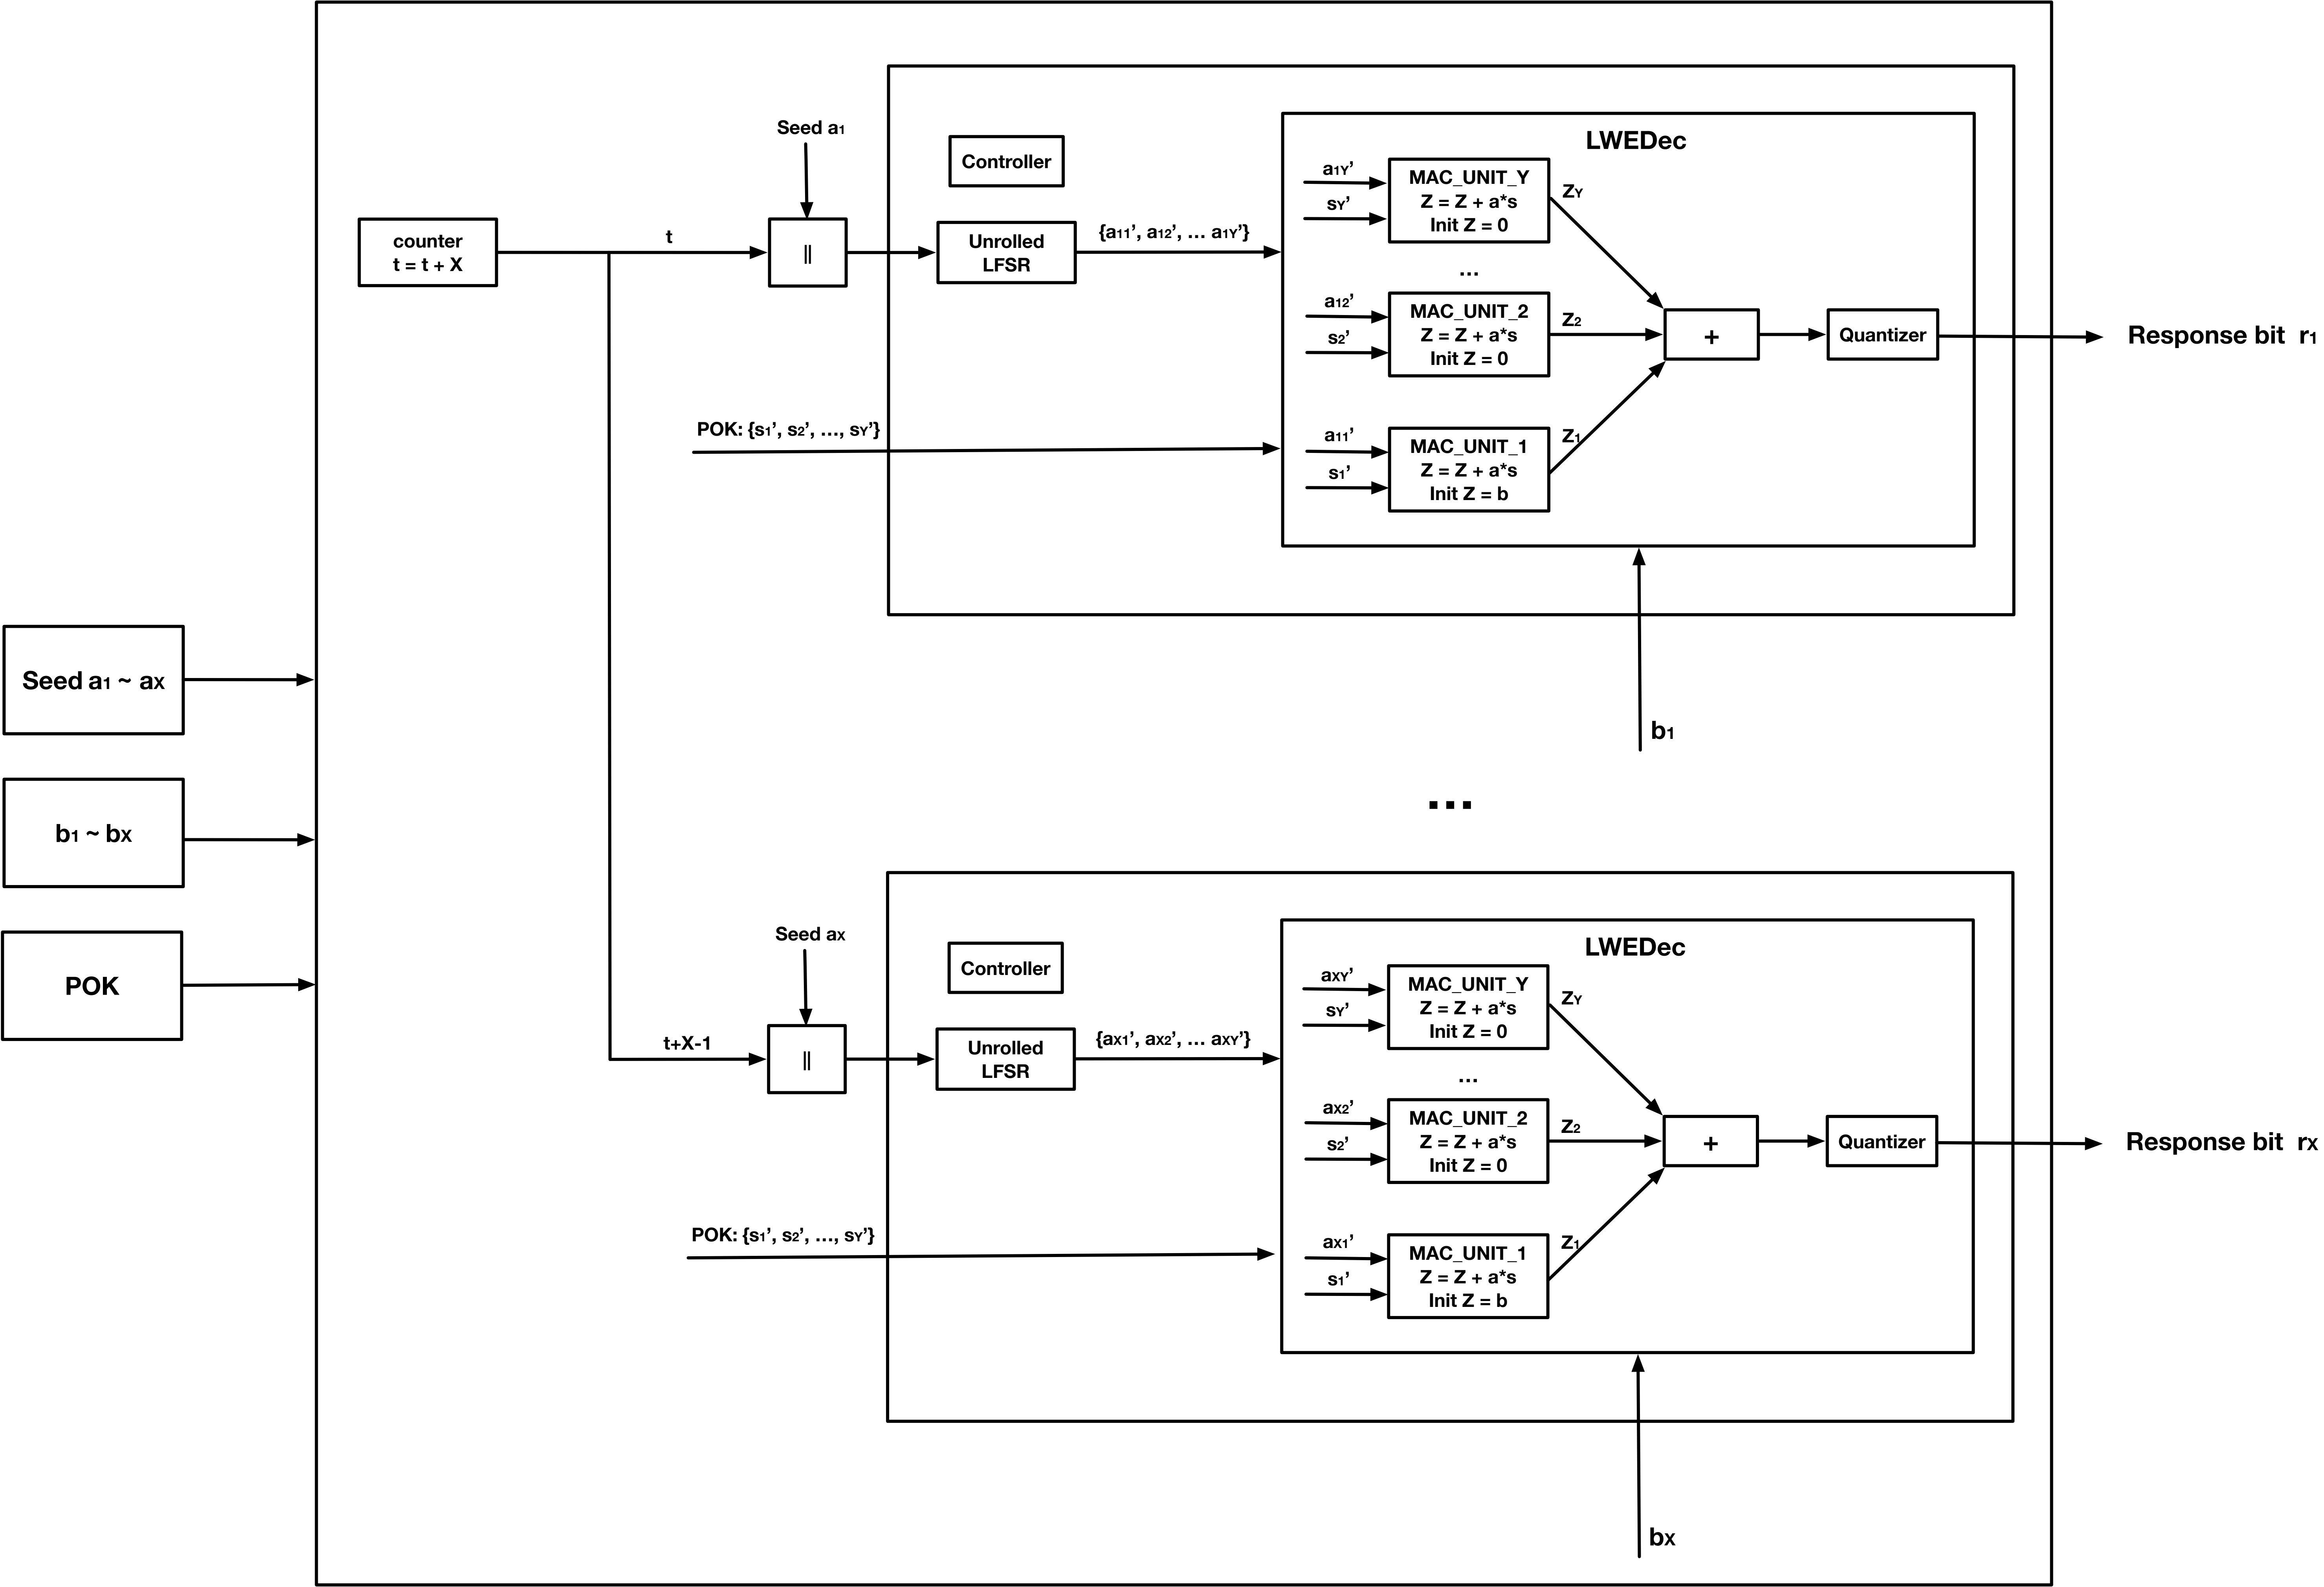 Seed a1
Controller
LWEDec
a1Y’
sY’
MAC_UNIT_Y
Z = Z + a*s
Init Z = 0
ZY
counter
t = t + X
t
||
Unrolled
LFSR
{a11’, a12’, ... a1Y’}
...
a12’
s2’
MAC_UNIT_2
Z = Z + a*s
Init Z = 0
Z2
+
Quantizer
Response bit r1
POK: {s1’, s2’, ..., sY’}
a11’
s1’
MAC_UNIT_1
Z = Z + a*s
Init Z = b
Z1
b1
Seed a1 ~ aX
b1 ~ bX
POK
...
Seed aX
Controller
LWEDec
aXY’
sY’
MAC_UNIT_Y
Z = Z + a*s
Init Z = 0
ZY
t+X-1
||
Unrolled
LFSR
{aX1’, aX2’, ... aXY’}
...
aX2’
s2’
MAC_UNIT_2
Z = Z + a*s
Init Z = 0
Z2
+
Quantizer
Response bit rX
POK: {s1’, s2’, ..., sY’}
aX1’
s1’
MAC_UNIT_1
Z = Z + a*s
Init Z = b
Z1
bX